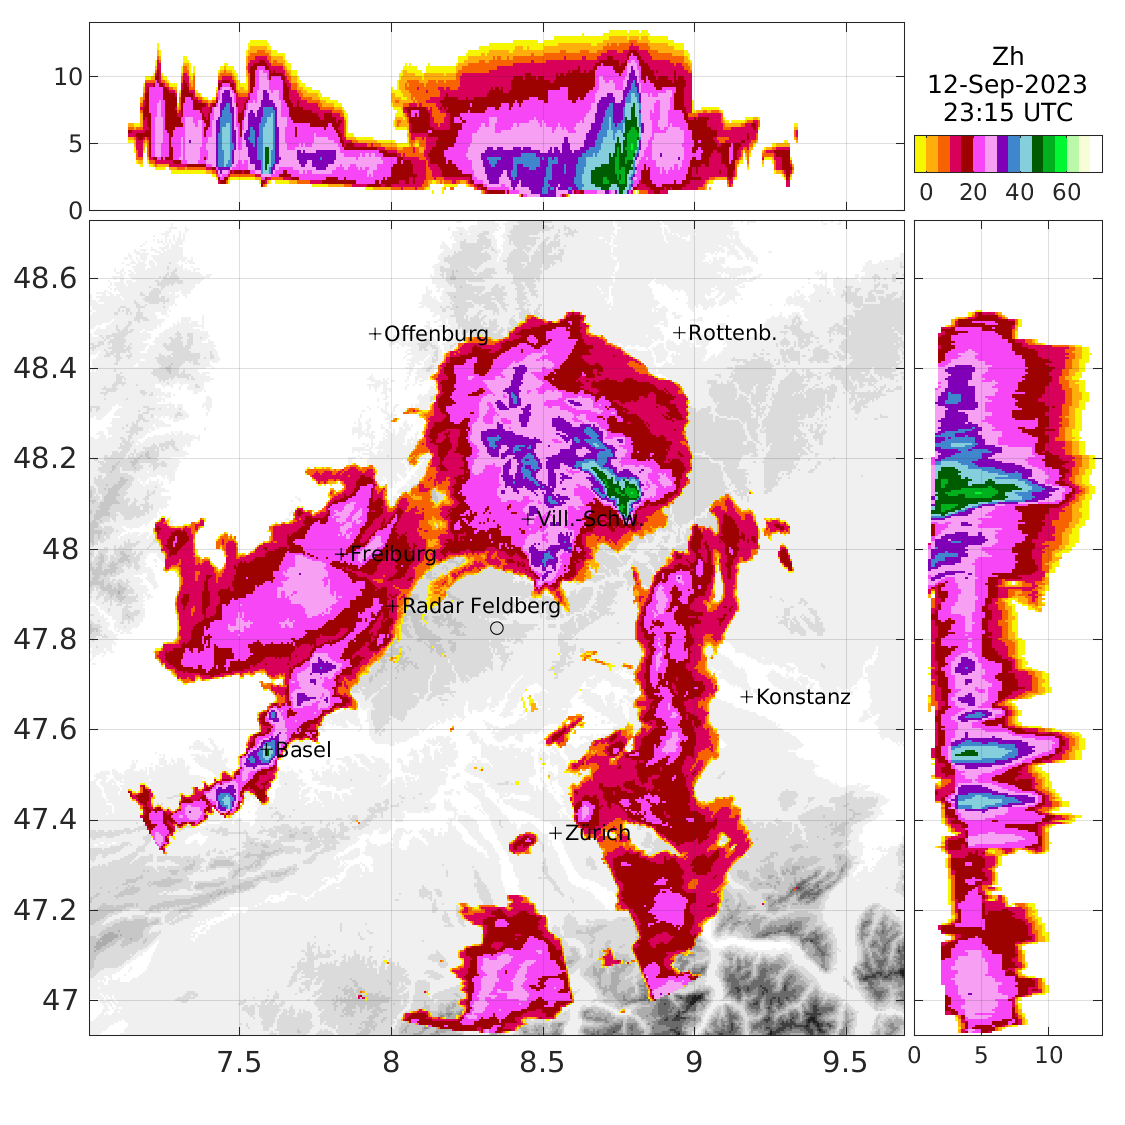 10
5
0
Zh
12-Sep-2023
23:15 UTC
0 20 40 60
48.6
48.4
48.2
48
47.8
47.6
47.4
47.2
47
+Offenburg
+Rottenb.
+Vill.-Schw.
+Freiburg
+Radar Feldberg
+Konstanz
+Basel
+Zürich
7.5 8 8.5 9 9.5
0 5 10